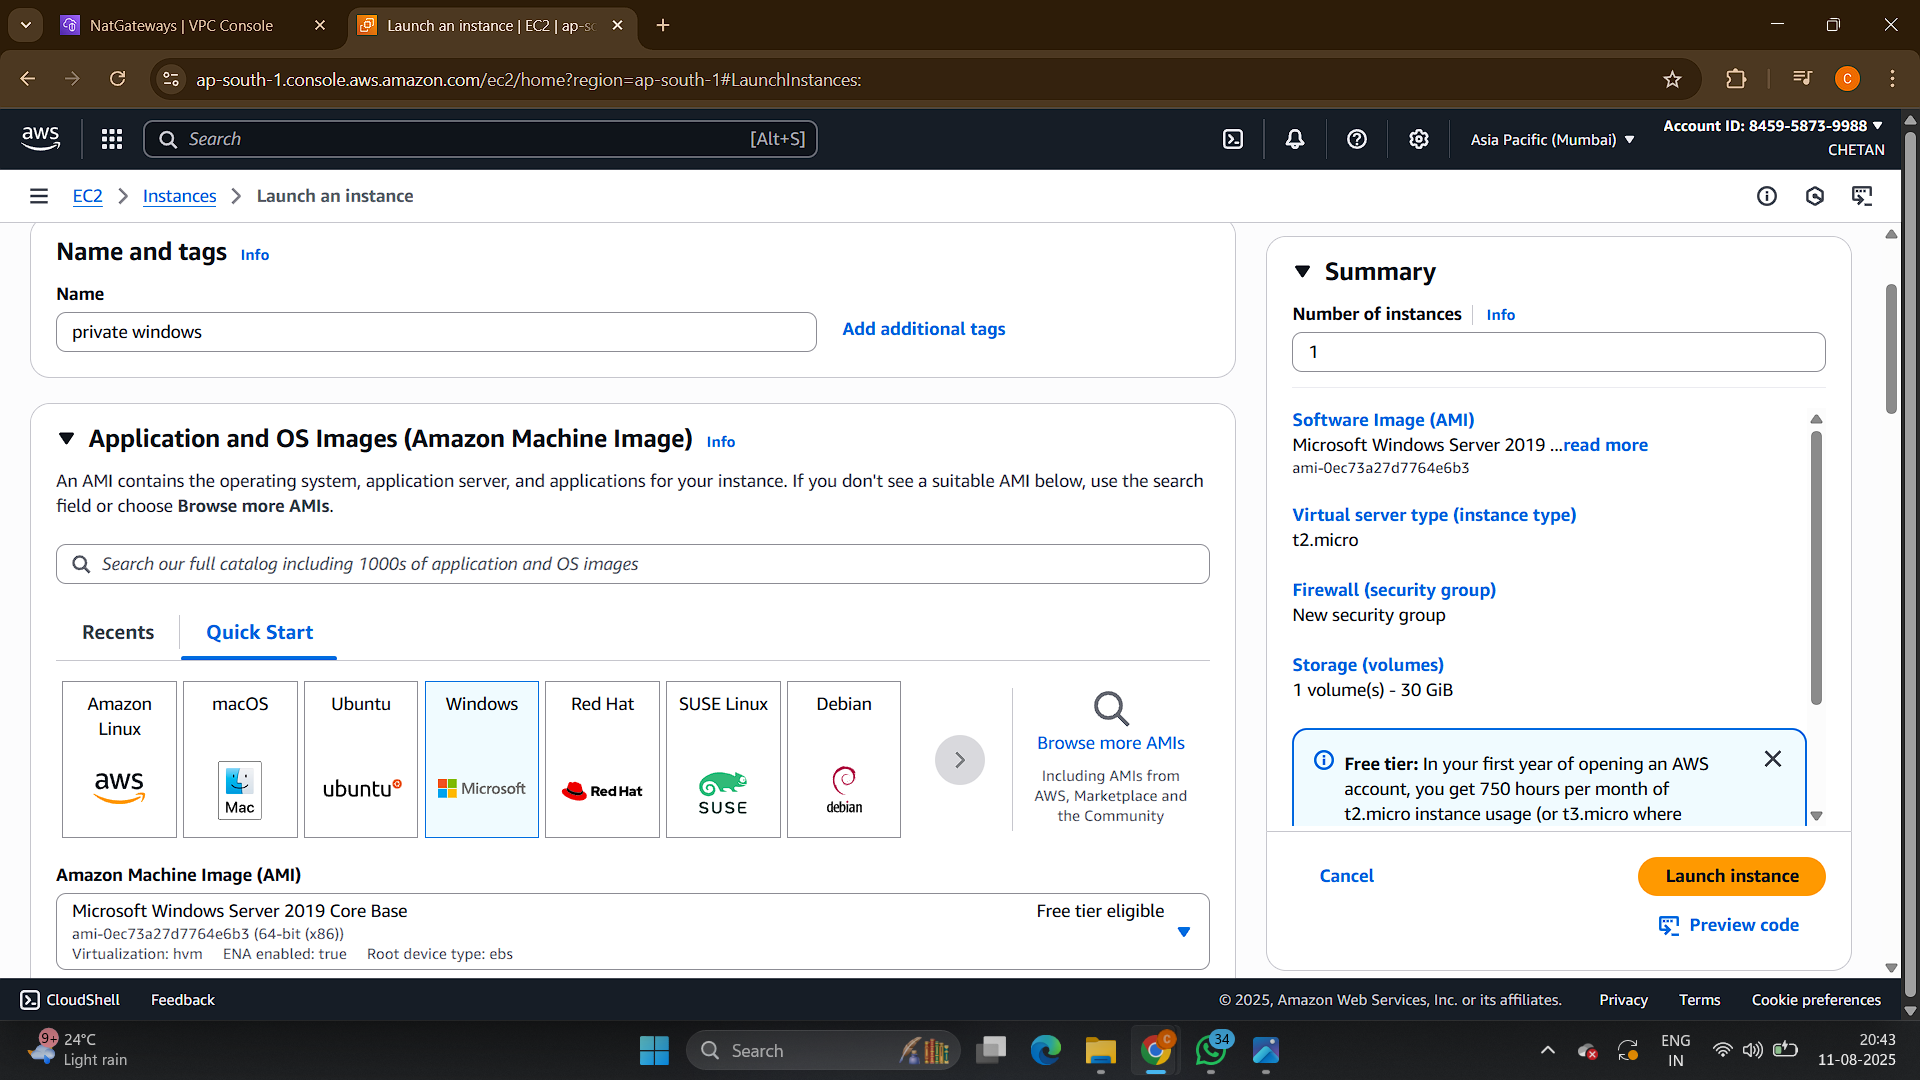 NatGateways | VPC Console
Launch an instance | EC2 | ap-sc
ap-south-1.console.aws.amazon.com/ec2/home?region=ap-south-1#LaunchInstances:
C
aws
Search
[Alt+S]
Asia Pacific (Mumbai)
Account ID: 8459-5873-9988
CHETAN
EC2
Instances
Launch an instance
Name and tags
Info
Name
private windows
Add additional tags
Application and OS Images (Amazon Machine Image)
Info
An AMI contains the operating system, application server, and applications for your instance. If you don't see a suitable AMI below, use the search
field or choose Browse more AMIs.
Search our full catalog including 1000s of application and OS images
Recents
Quick Start
Amazon
Linux
aws
macOS
Mac
Ubuntu
ubuntu
Windows
Microsoft
Red Hat
Red Hat
SUSE Linux
SUSE
Debian
debian
Browse more AMIs
Including AMIs from
AWS, Marketplace and
the Community
Amazon Machine Image (AMI)
Microsoft Windows Server 2019 Core Base
Free tier eligible
ami-0ec73a27d7764e6b3 (64-bit (x86))
Virtualization: hvm
ENA enabled: true
Root device type: ebs
Summary
Number of instances
Info
1
Software Image (AMI)
Microsoft Windows Server 2019 ...read more
ami-0ec73a27d7764e6b3
Virtual server type (instance type)
t2.micro
Firewall (security group)
New security group
Storage (volumes)
1 volume(s) - 30 GiB
Free tier: In your first year of opening an AWS
account, you get 750 hours per month of
t2.micro instance usage (or t3.micro where
Cancel
Launch instance
Preview code
CloudShell
Feedback
© 2025, Amazon Web Services, Inc. or its affiliates.
Privacy
Terms
Cookie preferences
9+
24°C
Light rain
Search
C
34
ENG
IN
20:43
11-08-2025